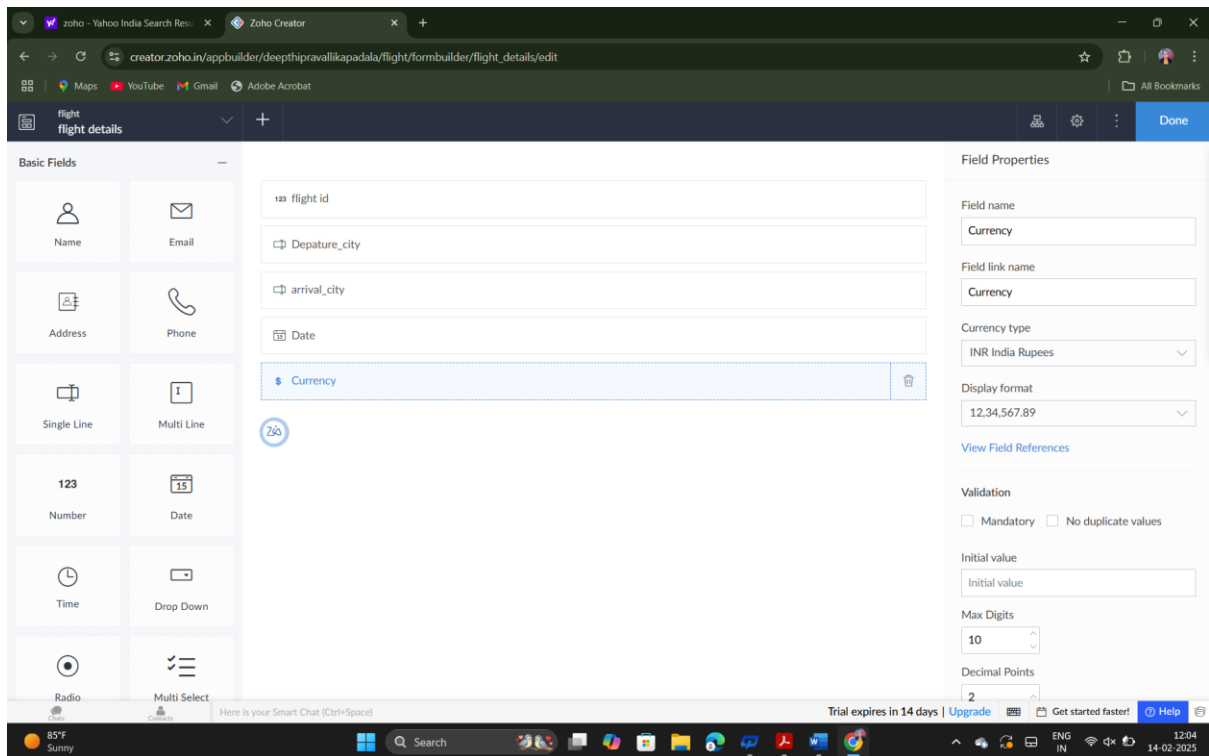 zoho - Yahoo India Search Resu
Zoho Creator
creator.zoho.in/appbuilder/deepthipravallikapadala/flight/formbuilder/flight_details/edit
Maps
YouTube
Gmail
Adobe Acrobat
All Bookmarks
flight
flight details
Done
Basic Fields
Name
Email
Address
Phone
Single Line
Multi Line
123
Number
15
Date
Time
Drop Down
Radio
Multi Select
123 flight id
Depature_city
arrival_city
15 Date
$ Currency
Zia
Field Properties
Field name
Currency
Field link name
Currency
Currency type
INR India Rupees
Display format
12,34,567.89
View Field References
Validation
Mandatory
No duplicate values
Initial value
Initial value
Max Digits
10
Decimal Points
2
Chats
Contacts
Here is your Smart Chat (Ctrl+Space)
Trial expires in 14 days | Upgrade
Get started faster!
Help
85°F
Sunny
Search
ENG
IN
12:04
14-02-2025